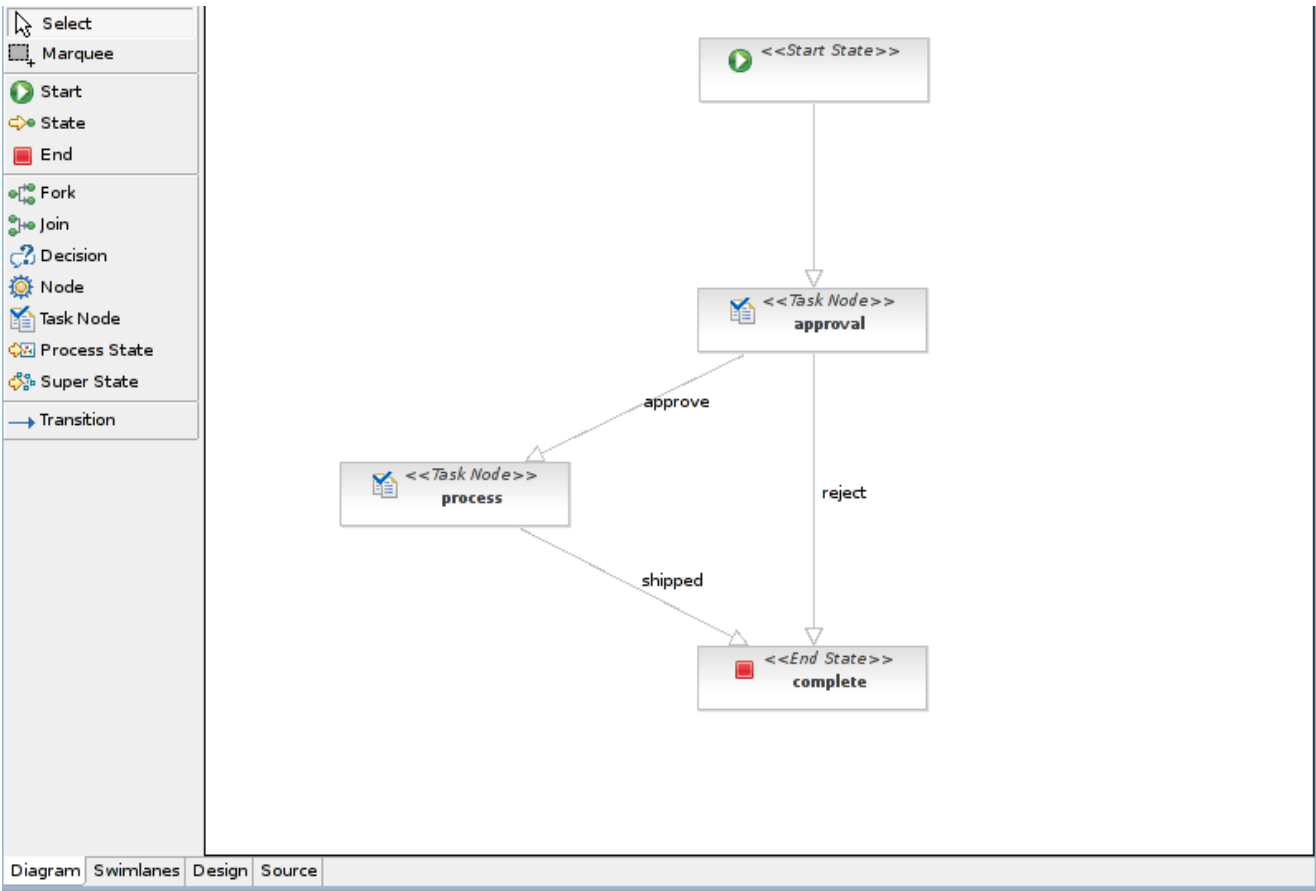 Select
Marquee
Start
State
End
Fork
Join
Decision
Node
Task Node
Process State
Super State
Transition
<<Start State>>
<<Task Node>>
approval
approve
<<Task Node>>
process
reject
shipped
<<End State>>
complete
Diagram Swimlanes Design Source